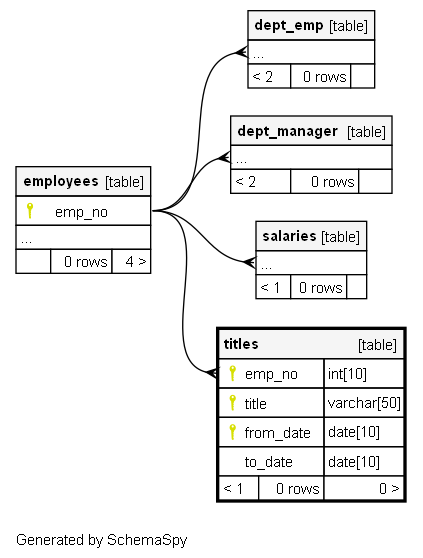 dept_emp [table]
...
< 2 0 rows
dept_manager [table]
...
< 2 0 rows
employees [table]
emp_no
...
0 rows 4 >
salaries [table]
...
< 1 0 rows
titles [table]
emp_no int[10]
title varchar[50]
from_date date[10]
to_date date[10]
< 1 0 rows 0 >
Generated by SchemaSpy